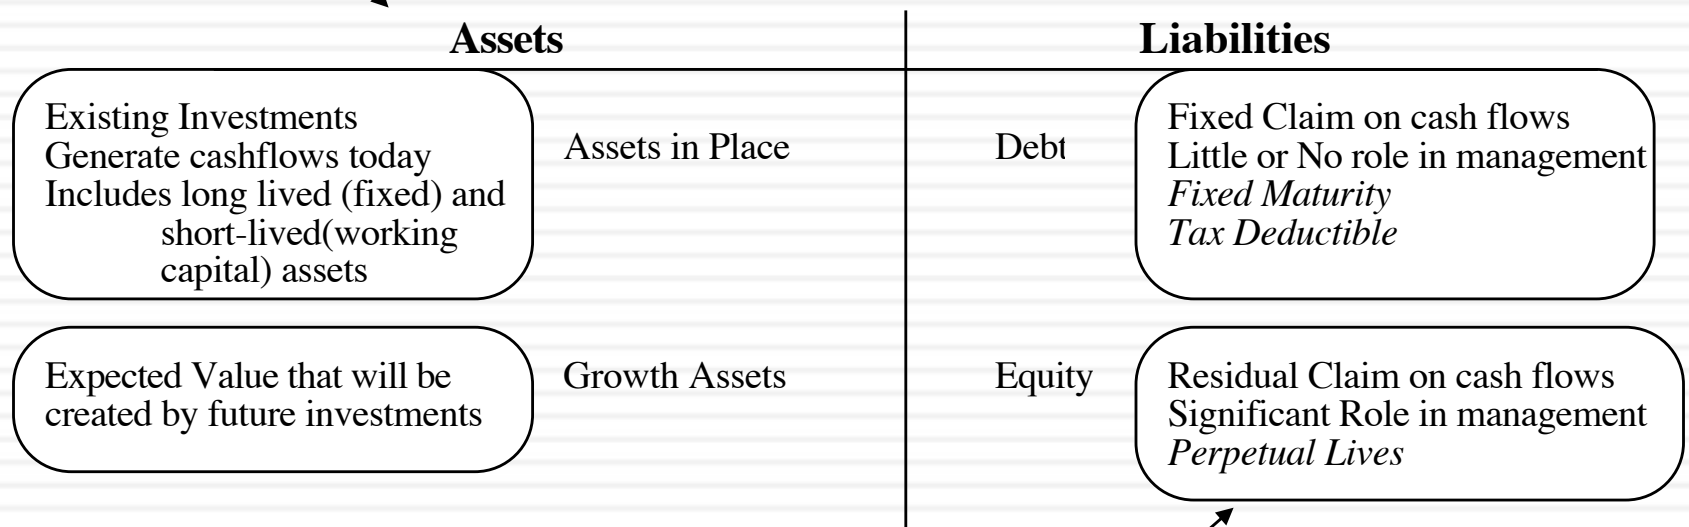 Assets
Liabilities
Existing Investments
Generate cashflows today
Includes long lived (fixed) and
short-lived(working
capital) assets
Assets in Place
Debt
Fixed Claim on cash flows
Little or No role in management
Fixed Maturity
Tax Deductible
Expected Value that will be
created by future investments
Growth Assets
Equity
Residual Claim on cash flows
Significant Role in management
Perpetual Lives